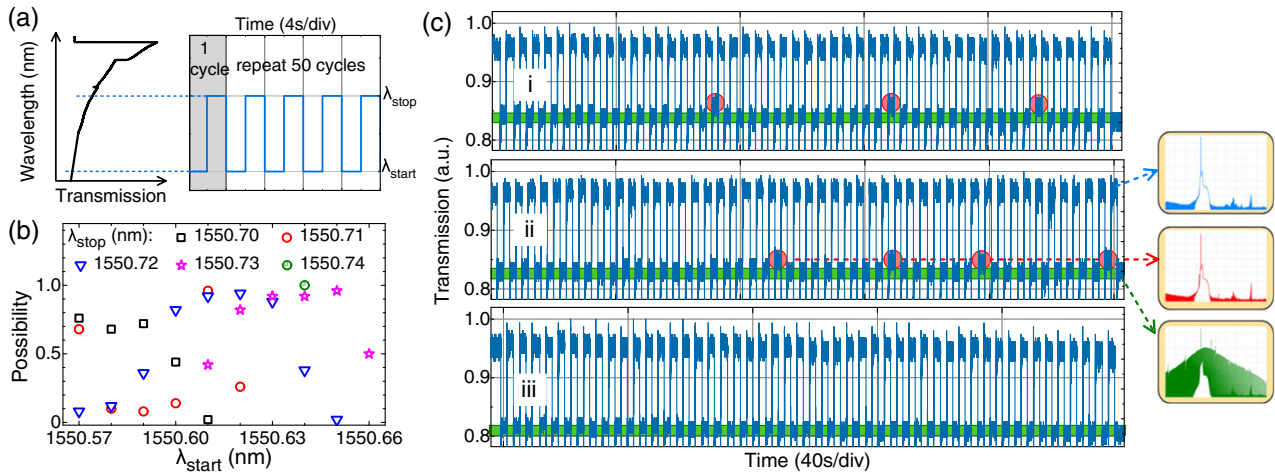 (a)
Wavelength (nm)
Transmission
Time (4s/div)
1
cycle
repeat 50 cycles
λstop
λstart
(b)
λstop (nm):
1550.70
1550.71
1550.72
1550.73
1550.74
Possibility
1.0
0.5
0
1550.57
1550.60
1550.63
1550.66
λstart (nm)
(c)
Transmission (a.u.)
1.0
0.9
0.8
i
1.0
0.9
0.8
ii
1.0
0.9
0.8
iii
Time (40s/div)